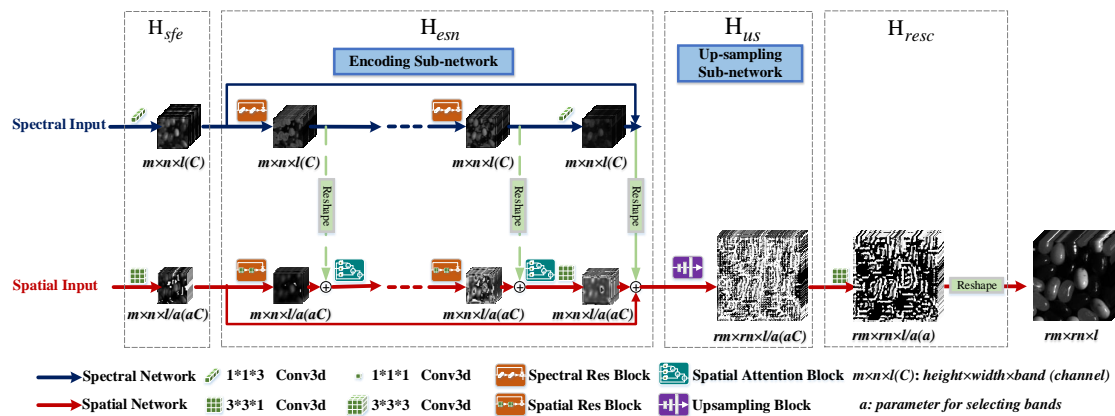 H_sfe
H_esn
H_us
H_resc
Encoding Sub-network
Up-sampling
Sub-network
Spectral Input
m×n×l(C)
m×n×l(C)
m×n×l(C)
m×n×l(C)
Reshape
Reshape
Reshape
Spatial Input
Reshape
m×n×l/a(aC)
m×n×l/a(aC)
m×n×l/a(aC)
m×n×l/a(aC)
rm×rn×l/a(aC)
rm×rn×l/a(a)
rm×rn×l
Spectral Network
1*1*3 Conv3d
1*1*1 Conv3d
Spectral Res Block
Spatial Attention Block
m×n×l(C): height×width×band (channel)
Spatial Network
3*3*1 Conv3d
3*3*3 Conv3d
Spatial Res Block
Upsampling Block
a: parameter for selecting bands